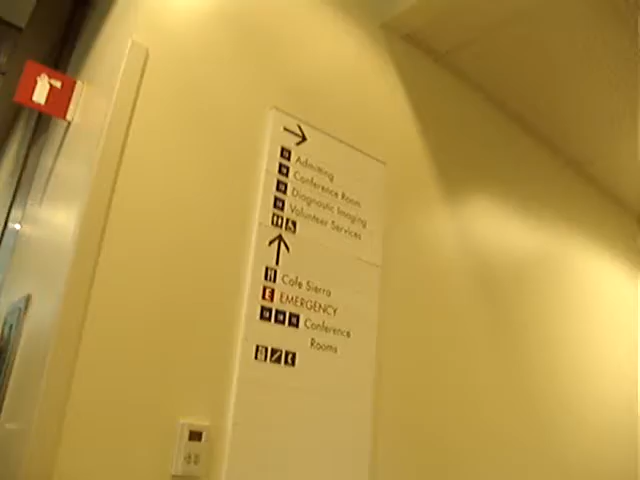 Admitting
Conference Room
Diagnostic Imaging
Volunteer Services
Cafe Sierra
E EMERGENCY
Conference
Rooms